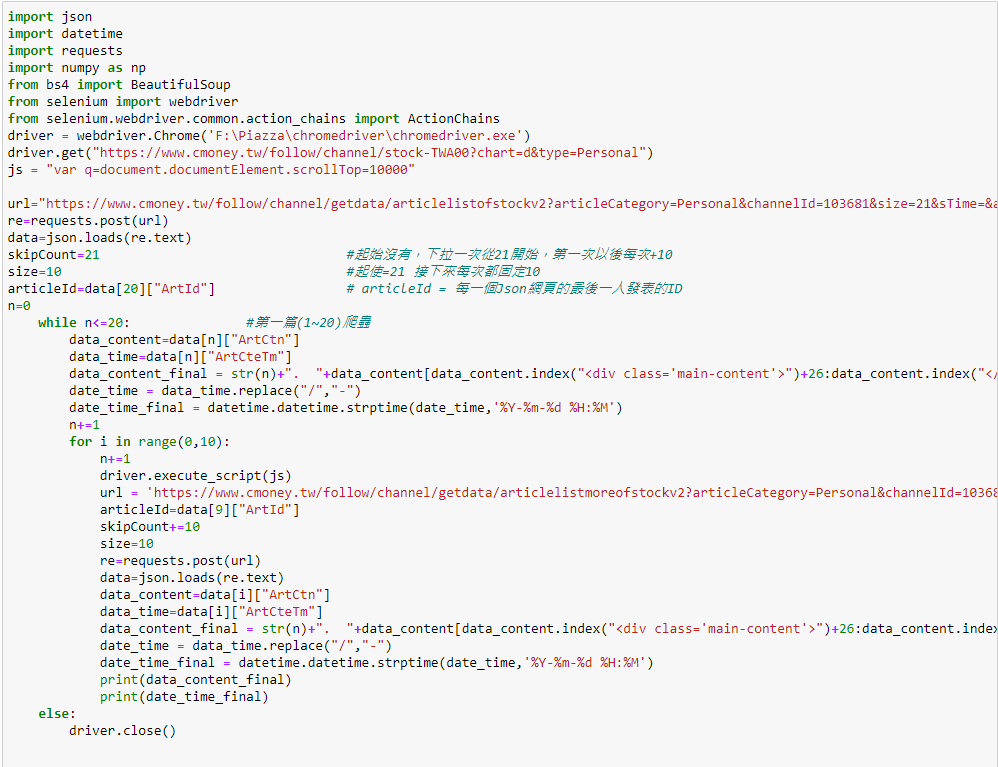 import json
import datetime
import requests
import numpy as np
from bs4 import BeautifulSoup
from selenium import webdriver
from selenium.webdriver.common.action_chains import ActionChains
driver = webdriver.Chrome('F:\Piazza\chromedriver\chromedriver.exe')
driver.get("https://www.cmoney.tw/follow/channel/stock-TWA00?chart=d&type=Personal")
js = "var q=document.documentElement.scrollTop=10000"
url="https://www.cmoney.tw/follow/channel/getdata/articlelistofstockv2?articleCategory=Personal&channelId=103681&size=21&sTime=&a
re=requests.post(url)
data=json.loads(re.text)
skipCount=21 #起始沒有,下拉一次從21開始,第一次以後每次+10
size=10 #起使=21 接下來每次都固定10
articleId=data[20]["ArtId"] # articleId = 每一個Json網頁的最後一人發表的ID
n=0
    while n<=20: #第一篇(1~20)爬蟲
        data_content=data[n]["ArtCtn"]
        data_time=data[n]["ArtCteTm"]
        data_content_final = str(n)+".  "+data_content[data_content.index("<div class='main-content'>")+26:data_content.index("</
        date_time = data_time.replace("/","-")
        date_time_final = datetime.datetime.strptime(date_time,'%Y-%m-%d %H:%M')
        n+=1
        for i in range(0,10):
            n+=1
            driver.execute_script(js)
            url = 'https://www.cmoney.tw/follow/channel/getdata/articlelistmoreofstockv2?articleCategory=Personal&channelId=10368
            articleId=data[9]["ArtId"]
            skipCount+=10
            size=10
            re=requests.post(url)
            data=json.loads(re.text)
            data_content=data[i]["ArtCtn"]
            data_time=data[i]["ArtCteTm"]
            data_content_final = str(n)+".  "+data_content[data_content.index("<div class='main-content'>")+26:data_content.index
            date_time = data_time.replace("/","-")
            date_time_final = datetime.datetime.strptime(date_time,'%Y-%m-%d %H:%M')
            print(data_content_final)
            print(date_time_final)
    else:
        driver.close()